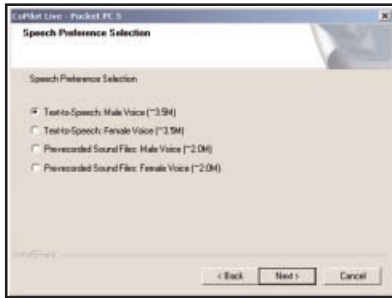 CoPilot Live - Pocket PC 5
Speech Preference Selection
Speech Preference Selection
Text-to-Speech: Male Voice (~3.5M)
Text-to-Speech: Female Voice (~3.5M)
Pre-recorded Sound Files: Male Voice (~2.0M)
Pre-recorded Sound Files: Female Voice (~2.0M)
InstallShield
< Back Next > Cancel